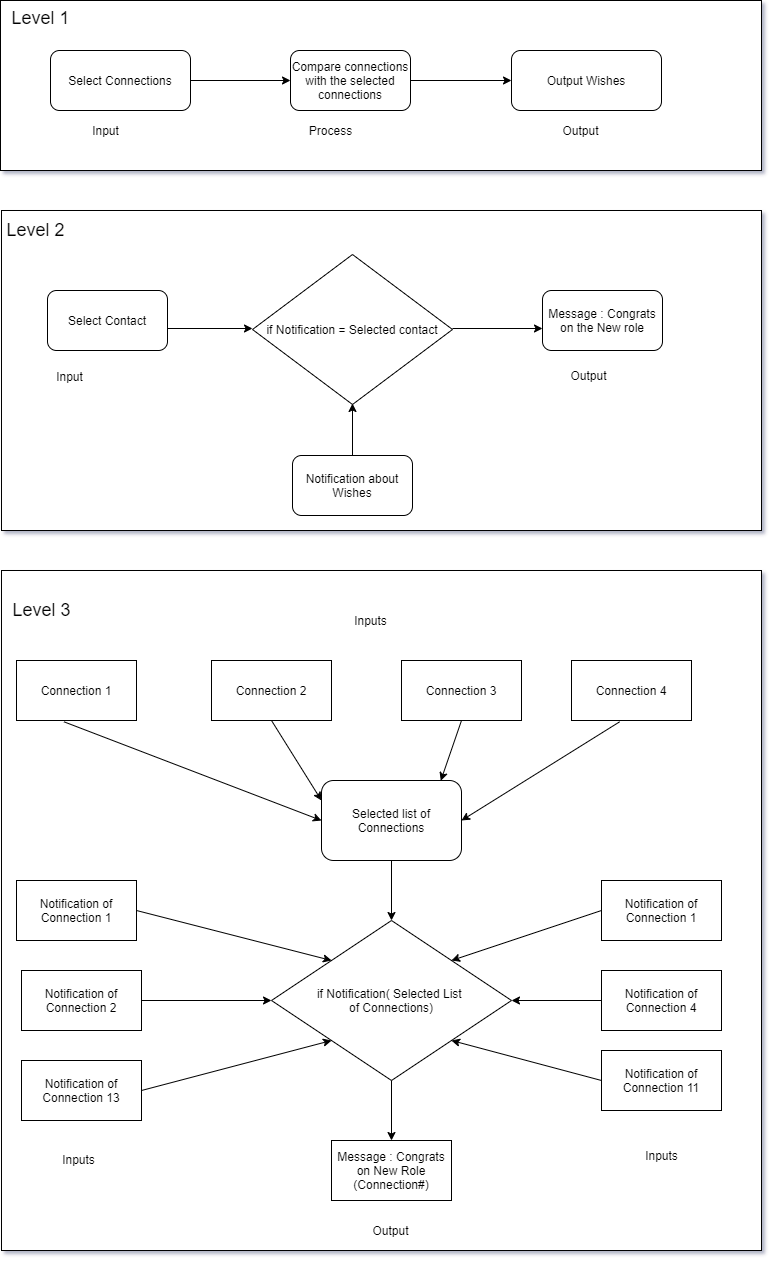 Level 1
Select Connections
Compare connections
with the selected
connections
Output Wishes
Input
Process
Output
Level 2
Select Contact
if Notification = Selected contact
Message : Congrats
on the New role
Input
Output
Notification about
Wishes
Level 3
Inputs
Connection 1
Connection 2
Connection 3
Connection 4
Selected list of
Connections
Notification of
Connection 1
Notification of
Connection 1
if Notification( Selected List
of Connections)
Notification of
Connection 2
Notification of
Connection 4
Notification of
Connection 13
Notification of
Connection 11
Inputs
Inputs
Message : Congrats
on New Role
(Connection#)
Output